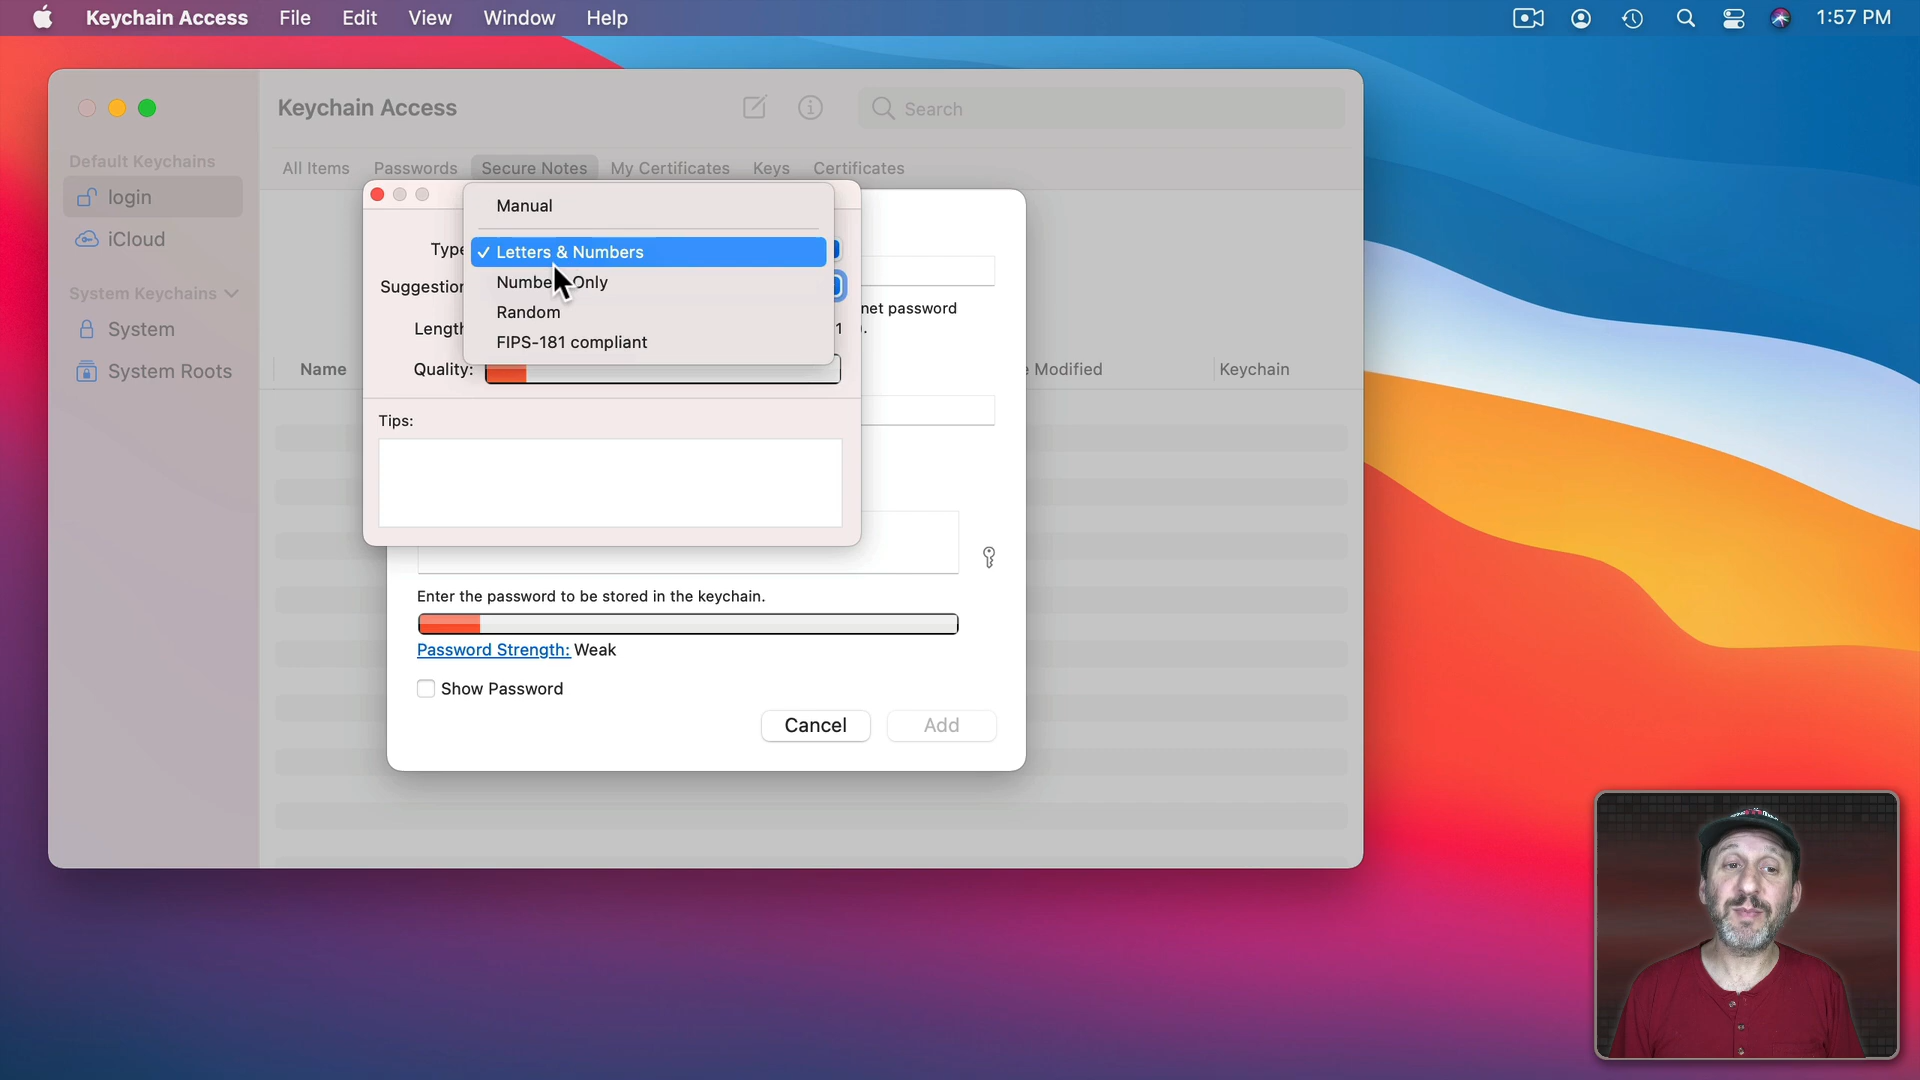 Keychain Access File Edit View Window Help 1:57 PM
Keychain Access
Search
All Items Passwords Secure Notes My Certificates Keys Certificates
Default Keychains
login
iCloud
System Keychains
System
System Roots
Name
Modified
Keychain
Manual
Type
✓ Letters & Numbers
Numbe Only
Random
FIPS-181 compliant
Suggestion
Length
1
Quality:
Tips:
net password
).
Enter the password to be stored in the keychain.
Password Strength: Weak
Show Password
Cancel
Add